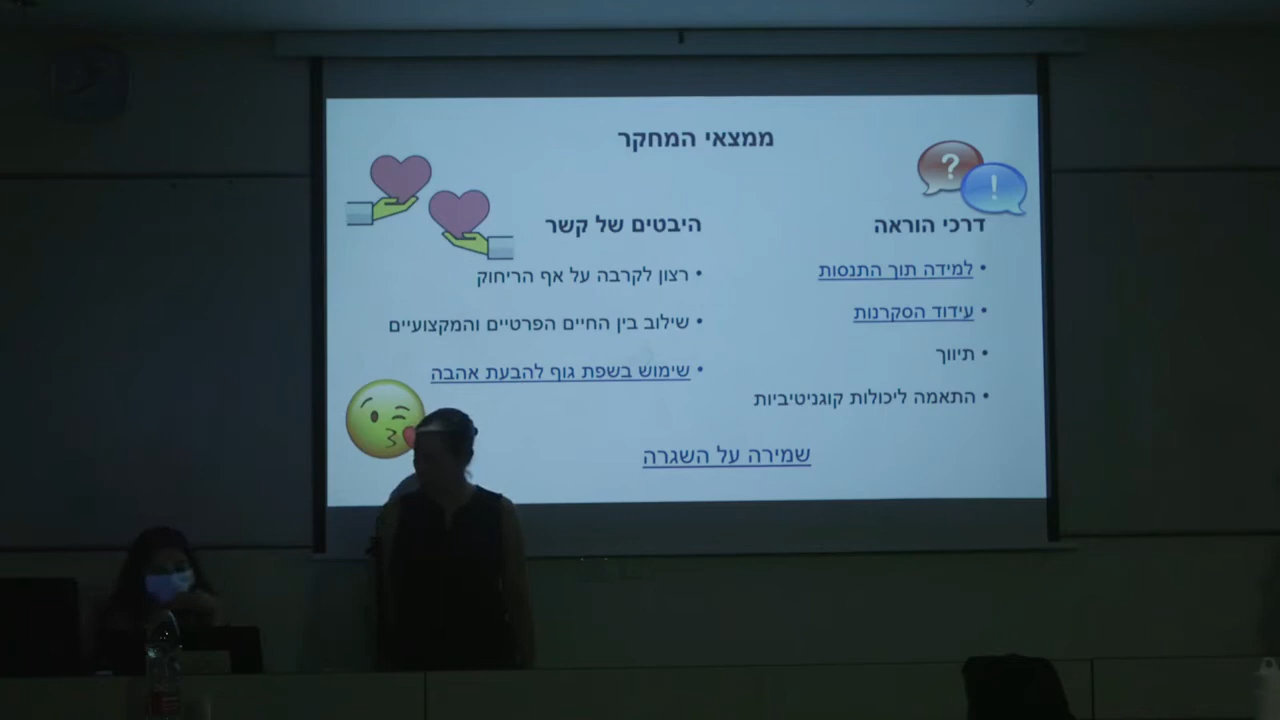 ממצאי המחקר
דרכי הוראה
• למידה תוך התנסות
• עידוד הסקרנות
• תיווך
• התאמה ליכולות קוגניטיביות
היבטים של קשר
• רצון לקרבה על אף הריחוק
• שילוב בין החיים הפרטיים והמקצועיים
• שימוש בשפת גוף להבעת אהבה
שמירה על השגרה
? !